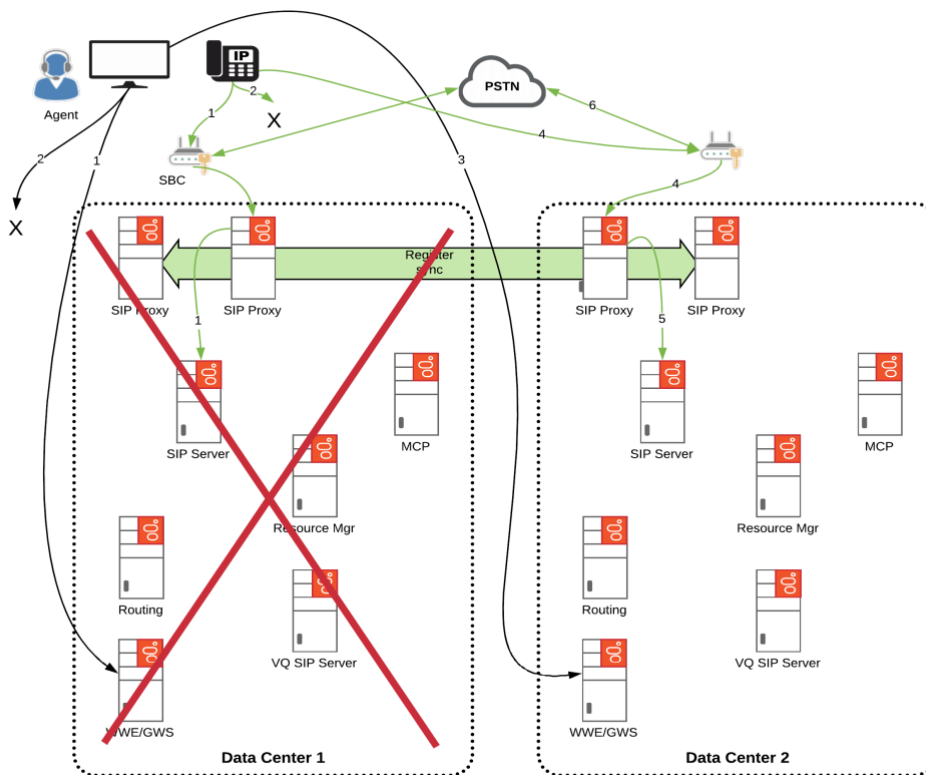 IP
PSTN
Agent
2
1
1
2
X
X
4
6
3
SBC
4
Register
sync
SIP Proxy
SIP Proxy
SIP Proxy
SIP Proxy
1
5
SIP Server
MCP
SIP Server
MCP
Resource Mgr
Resource Mgr
Routing
Routing
VQ SIP Server
VQ SIP Server
WWE/GWS
WWE/GWS
Data Center 1
Data Center 2